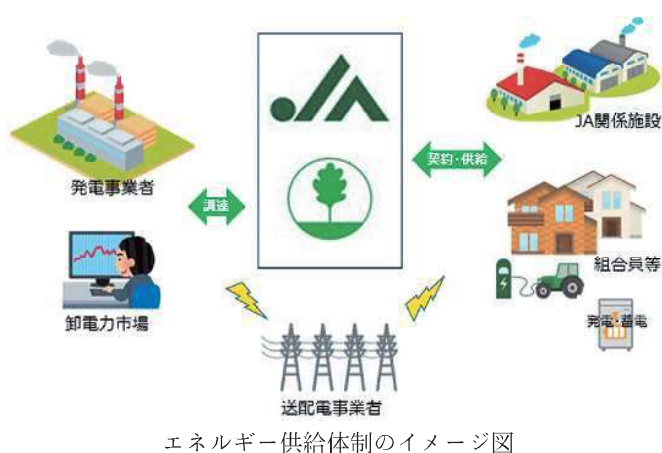 発電事業者
卸電力市場
調達
JA
契約・供給
JA関係施設
組合員等
発電・蓄電
送配電事業者
エネルギー供給体制のイメージ図